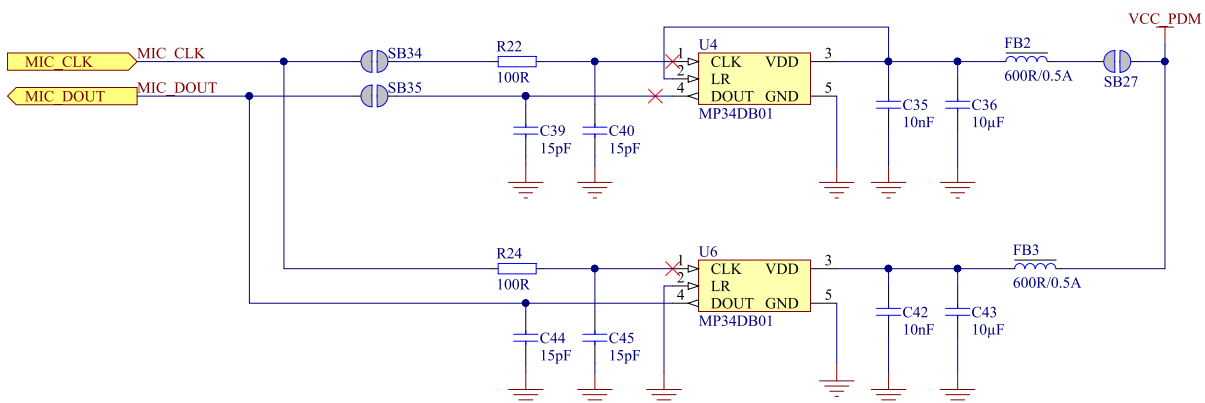 VCC_PDM
MIC_CLK
MIC_CLK
SB34
R22
100R
U4
1
CLK
VDD
3
2
LR
4
DOUT
GND
5
MP34DB01
FB2
600R/0.5A
SB27
MIC_DOUT
MIC_DOUT
SB35
C39
15pF
C40
15pF
C35
10nF
C36
10µF
R24
100R
U6
1
CLK
VDD
3
2
LR
4
DOUT
GND
5
MP34DB01
FB3
600R/0.5A
C44
15pF
C45
15pF
C42
10nF
C43
10µF